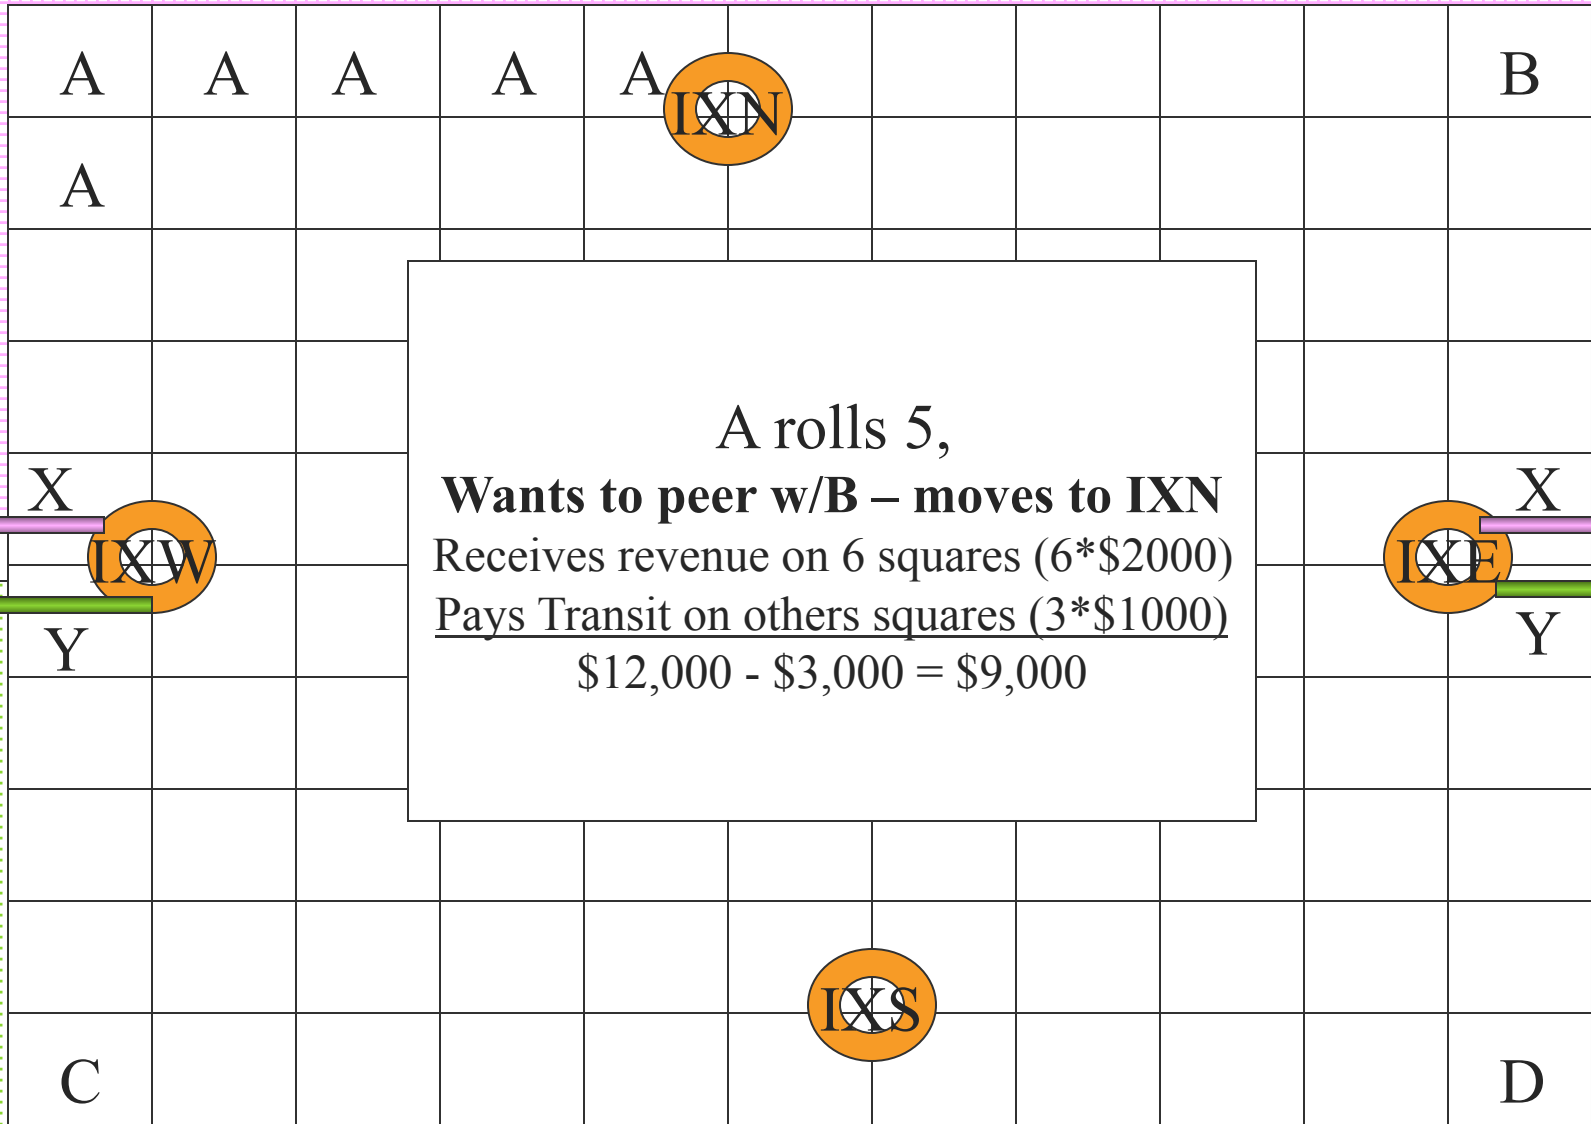 A A A A A B
IXN
A
A rolls 5,
X X
Wants to peer w/B – moves to IXN
Receives revenue on 6 squares (6*$2000)
IXW IXE
Pays Transit on others squares (3*$1000)
Y Y
$12,000 - $3,000 = $9,000
IXS
C D